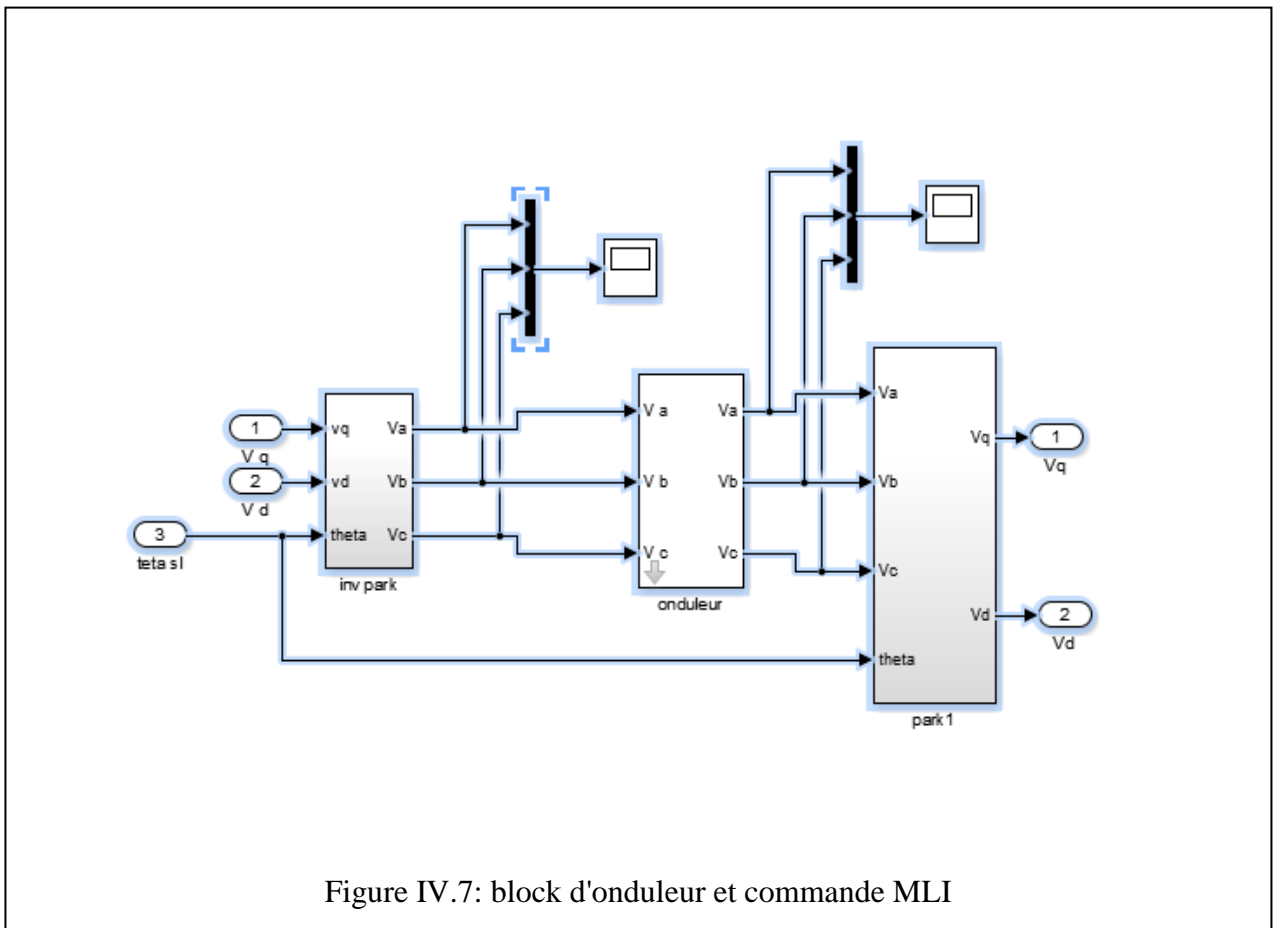 1
V q
2
V d
3
teta sl
vq
vd
theta
Va
Vb
Vc
inv park
V a
V b
V c
Va
Vb
Vc
onduleur
Va
Vb
Vc
theta
Vq
Vd
park1
1
Vq
2
Vd
Figure IV.7: block d'onduleur et commande MLI